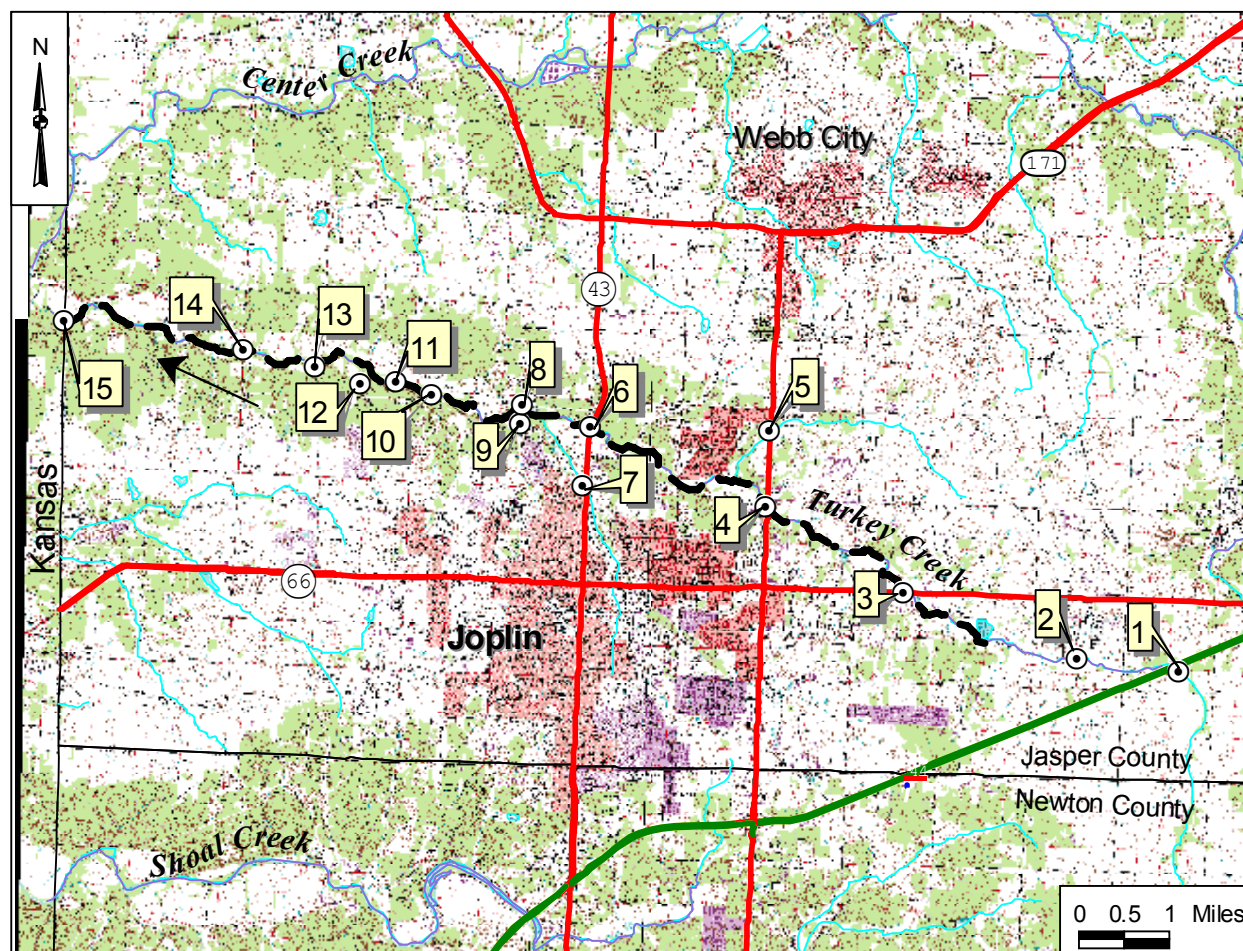 N
Center Creek
Webb City
171
43
14
13
11
8
6
5
15
12
10
9
7
4
Turkey Creek
3
2
1
Kansas
66
Joplin
Jasper County
Newton County
Shoal Creek
0 0.5 1 Miles